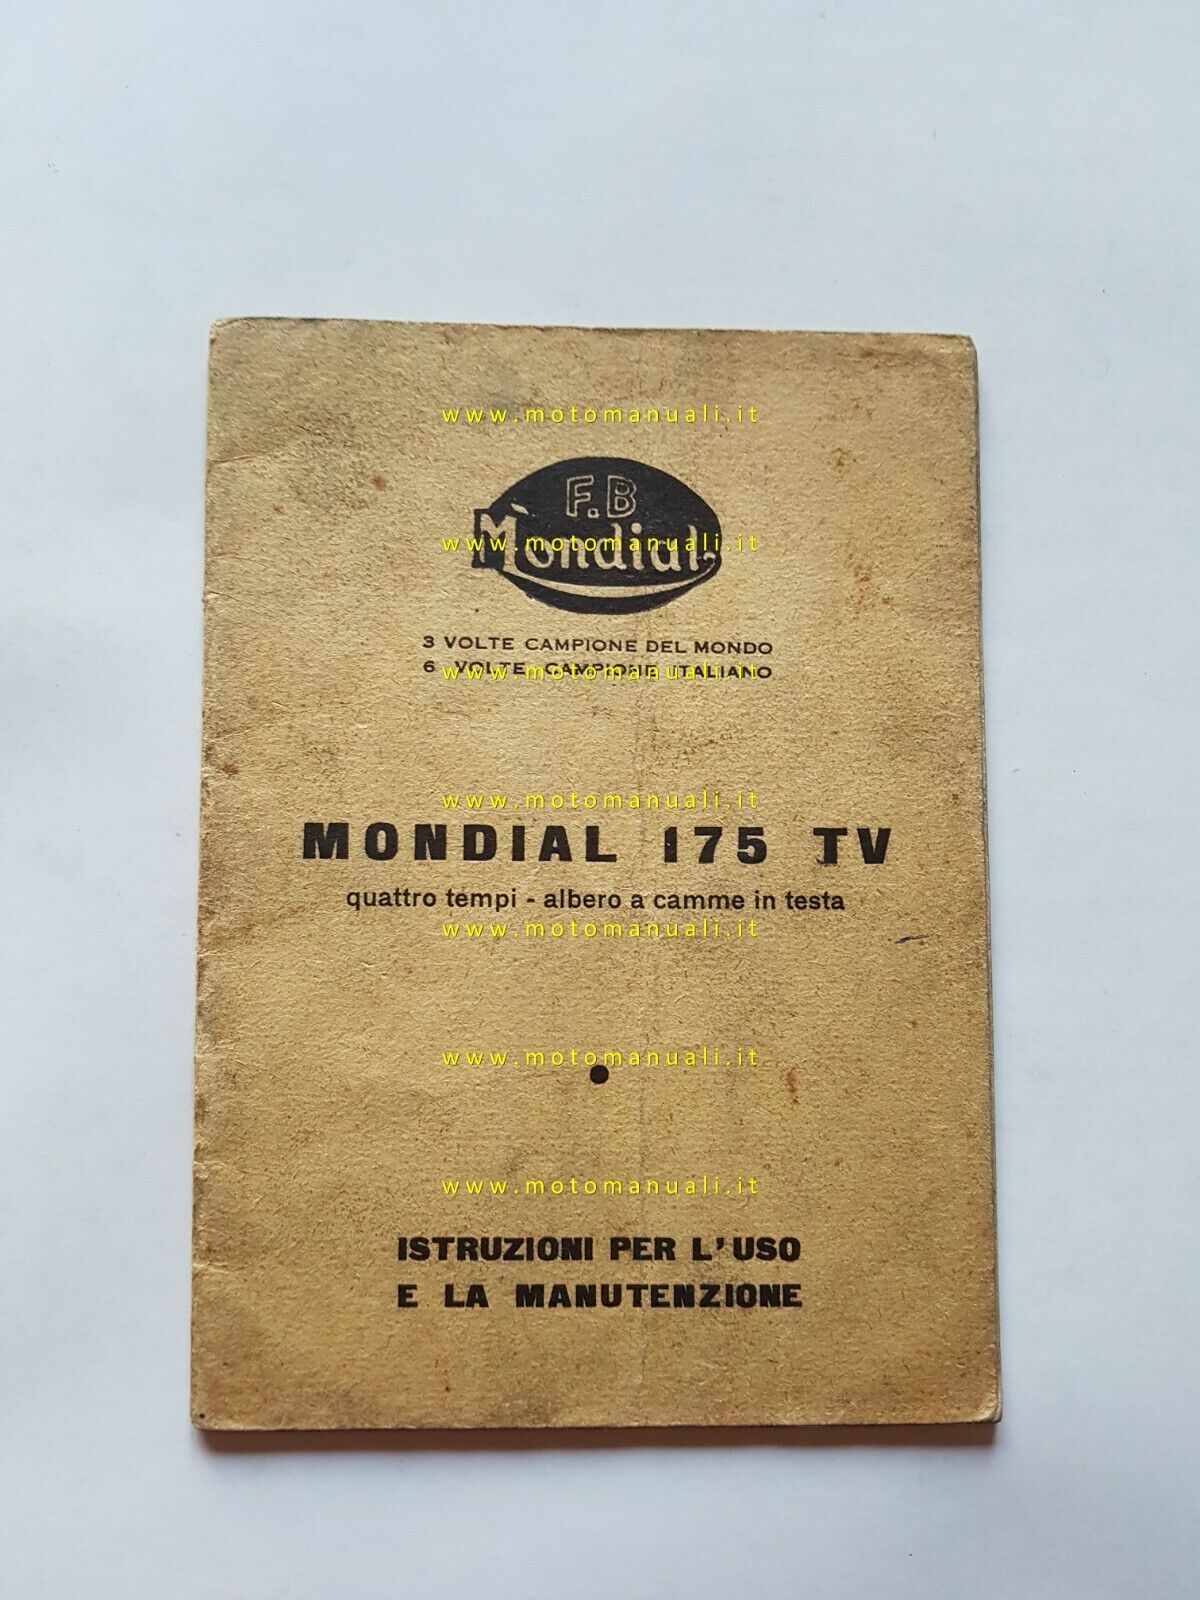 www.motomanuali.it
F.B
Mondial
www.motomanuali.it
3 VOLTE CAMPIONE DEL MONDO
6 VOLTE CAMPIONE ITALIANO
www.motomanuali.it
www.motomanuali.it
MONDIAL 175 TV
quattro tempi - albero a camme in testa
www.motomanuali.it
www.motomanuali.it
www.motomanuali.it
ISTRUZIONI PER L'USO
E LA MANUTENZIONE